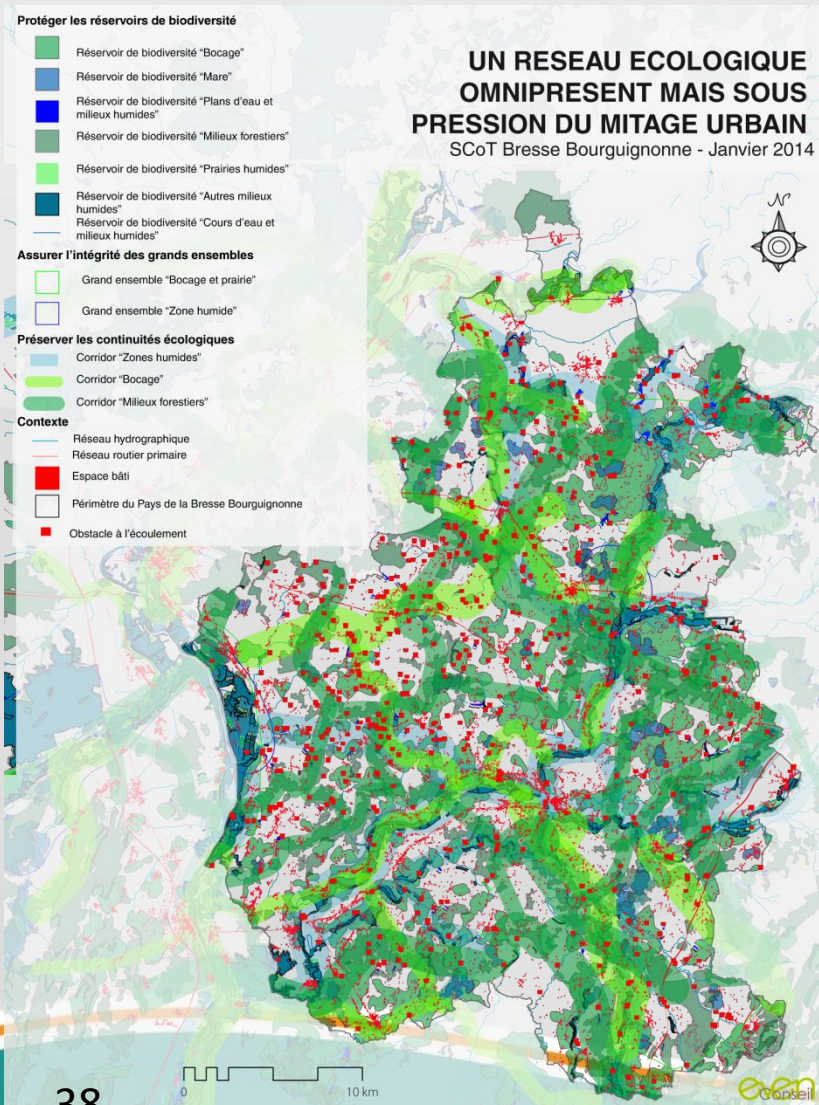 Protéger les réservoirs de biodiversité
Réservoir de biodiversité "Bocage"
Réservoir de biodiversité "Mare"
Réservoir de biodiversité "Plans d'eau et
milieux humides"
Réservoir de biodiversité "Milieux forestiers"
Réservoir de biodiversité "Prairies humides"
Réservoir de biodiversité "Autres milieux
humides"
Réservoir de biodiversité "Cours d'eau et
milieux humides"
Assurer l'intégrité des grands ensembles
Grand ensemble "Bocage et prairie"
Grand ensemble "Zone humide"
Préserver les continuités écologiques
Corridor "Zones humides"
Corridor "Bocage"
Corridor "Milieux forestiers"
Contexte
Réseau hydrographique
Réseau routier primaire
Espace bâti
Périmètre du Pays de la Bresse Bourguignonne
Obstacle à l'écoulement
UN RESEAU ECOLOGIQUE
OMNIPRESENT MAIS SOUS
PRESSION DU MITAGE URBAIN
SCoT Bresse Bourguignonne - Janvier 2014
N
0 10 km
38
even
Conseil